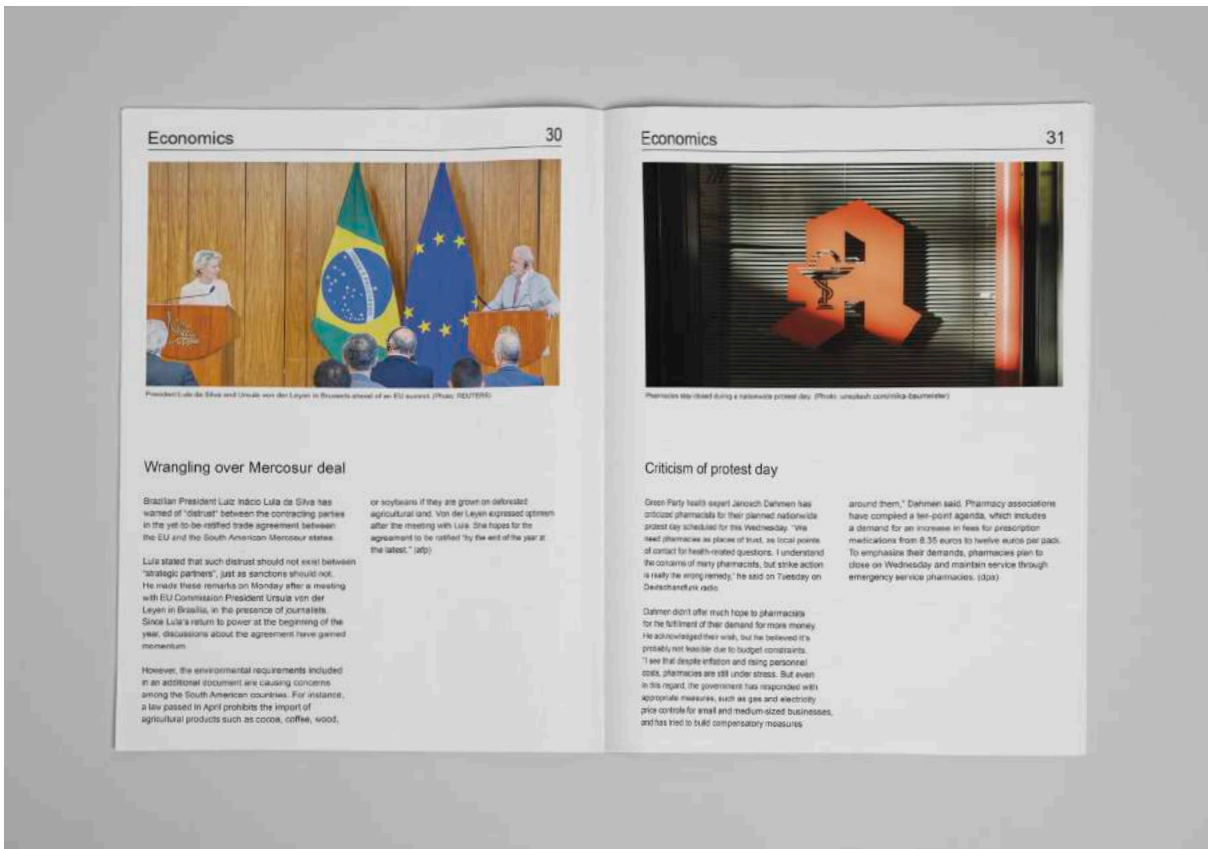 Economics
30
President Lula da Silva and Ursula von der Leyen in Brussels ahead of an EU summit. (Photo: REUTERS)
Wrangling over Mercosur deal
Brazilian President Luiz Inácio Lula da Silva has
warned of "distrust" between the contracting parties
in the yet-to-be-ratified trade agreement between
the EU and the South American Mercosur states.
Lula stated that such distrust should not exist between
"strategic partners", just as sanctions should not.
He made these remarks on Monday after a meeting
with EU Commission President Ursula von der
Leyen in Brasília, in the presence of journalists.
Since Lula's return to power at the beginning of the
year, discussions about the agreement have gained
momentum.
However, the environmental requirements included
in an additional document are causing concerns
among the South American countries. For instance,
a law passed in April prohibits the import of
agricultural products such as cocoa, coffee, wood,
or soybeans if they are grown on deforested
agricultural land. Von der Leyen expressed optimism
after the meeting with Lula. She hopes for the
agreement to be ratified "by the end of the year at
the latest." (afp)
Economics
31
Pharmacies stay closed during a nationwide protest day. (Photo: unsplash.com/mika-baumeister)
Criticism of protest day
Green Party health expert Janosch Dahmen has
criticized pharmacists for their planned nationwide
protest day scheduled for this Wednesday. "We
need pharmacies as places of trust, as local points
of contact for health-related questions. I understand
the concerns of many pharmacists, but strike action
is really the wrong remedy," he said on Tuesday on
Deutschlandfunk radio.
Dahmen didn't offer much hope to pharmacists
for the fulfillment of their demand for more money.
He acknowledged their wish, but he believed it's
probably not feasible due to budget constraints.
"I see that despite inflation and rising personnel
costs, pharmacies are still under stress. But even
in this regard, the government has responded with
appropriate measures, such as gas and electricity
price controls for small and medium-sized businesses,
and has tried to build compensatory measures
around them," Dahmen said. Pharmacy associations
have compiled a ten-point agenda, which includes
a demand for an increase in fees for prescription
medications from 8.35 euros to twelve euros per pack.
To emphasize their demands, pharmacies plan to
close on Wednesday and maintain service through
emergency service pharmacies. (dpa)